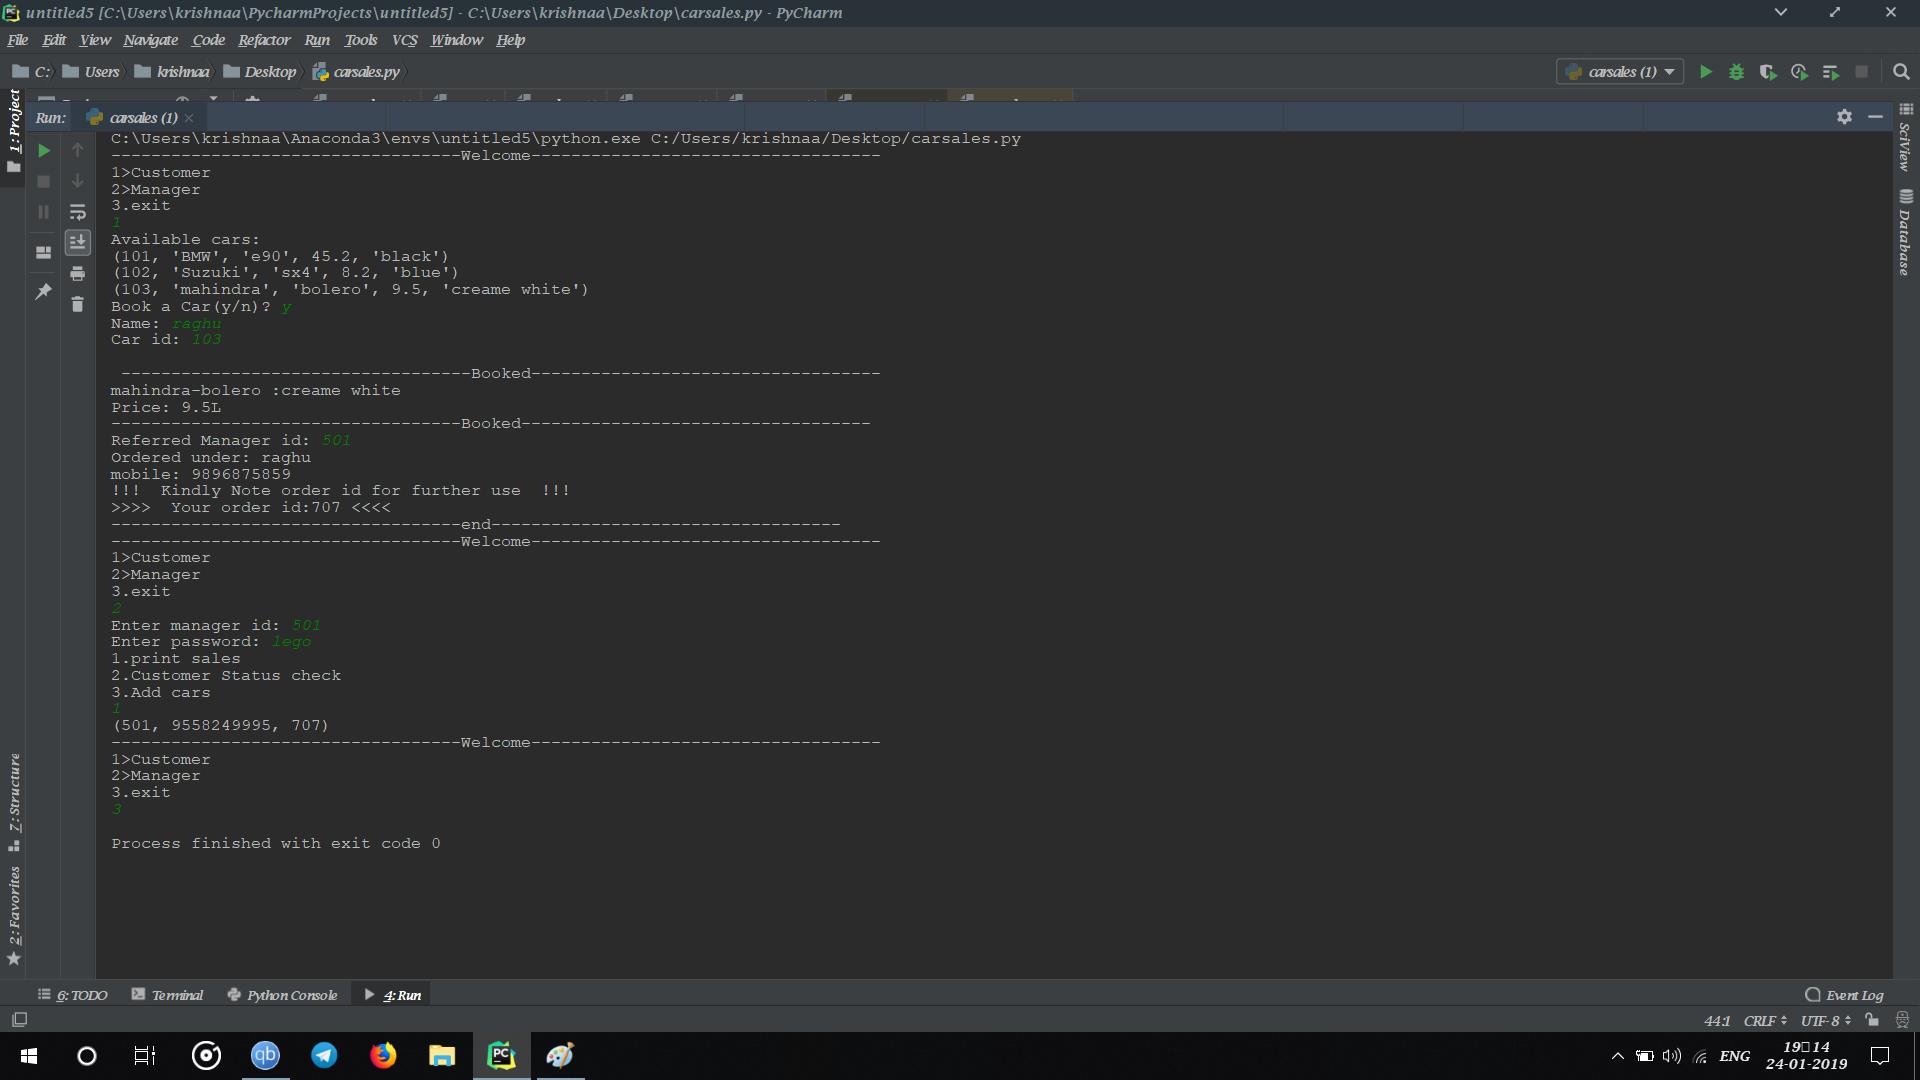 untitled5 [C:\Users\krishnaa\PycharmProjects\untitled5] - C:\Users\krishnaa\Desktop\carsales.py - PyCharm
File Edit View Navigate Code Refactor Run Tools VCS Window Help
C: Users krishnaa Desktop carsales.py carsales (1)
1: Project
Run: carsales (1)
C:\Users\krishnaa\Anaconda3\envs\untitled5\python.exe C:/Users/krishnaa/Desktop/carsales.py
-----------------------------------Welcome-----------------------------------
1>Customer
2>Manager
3.exit
1
Available cars:
(101, 'BMW', 'e90', 45.2, 'black')
(102, 'Suzuki', 'sx4', 8.2, 'blue')
(103, 'mahindra', 'bolero', 9.5, 'creame white')
Book a Car(y/n)? y
Name: raghu
Car id: 103
-----------------------------------Booked-----------------------------------
mahindra-bolero :creame white
Price: 9.5L
-----------------------------------Booked-----------------------------------
Referred Manager id: 501
Ordered under: raghu
mobile: 9896875859
!!!  Kindly Note order id for further use  !!!
>>>>  Your order id:707 <<<<
-----------------------------------end-----------------------------------
-----------------------------------Welcome-----------------------------------
1>Customer
2>Manager
3.exit
2
Enter manager id: 501
Enter password: lego
1.print sales
2.Customer Status check
3.Add cars
1
(501, 9558249995, 707)
-----------------------------------Welcome-----------------------------------
1>Customer
2>Manager
3.exit
3
Process finished with exit code 0
SciView
Database
7: Structure
2: Favorites
6: TODO Terminal Python Console 4: Run Event Log
44:1 CRLF UTF-8
ENG
19 14
24-01-2019